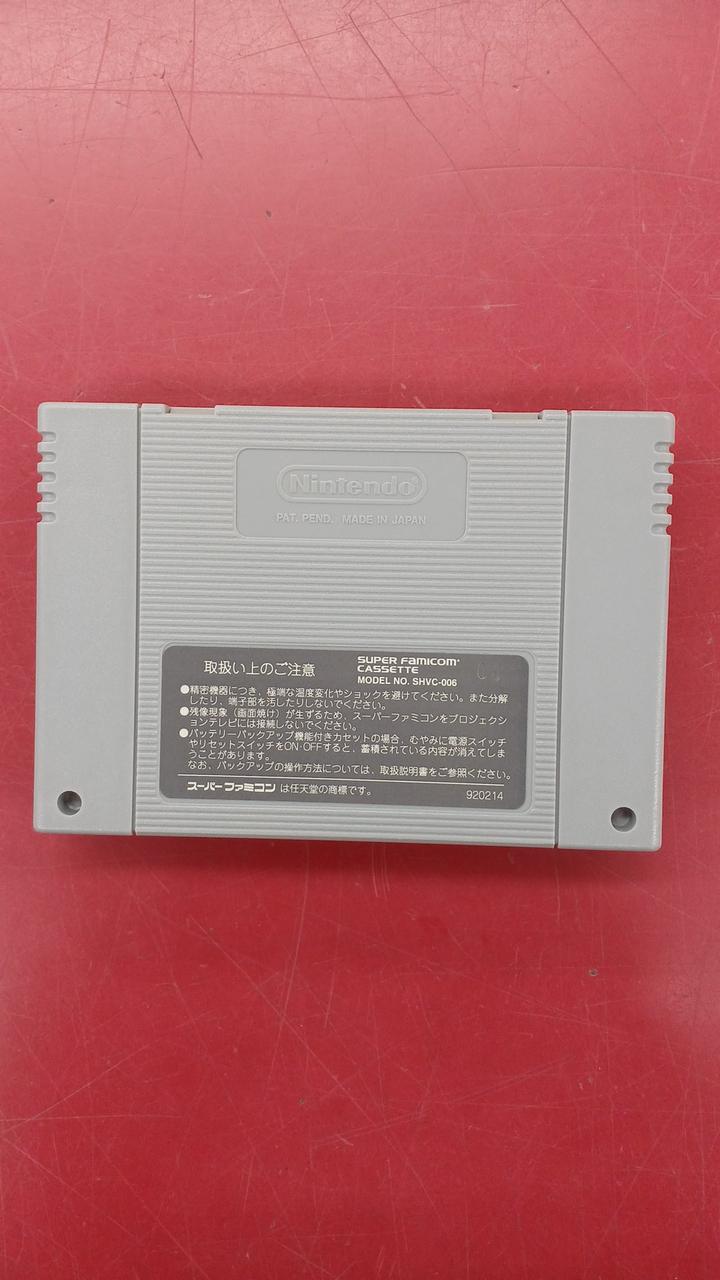 Nintendo®
PAT. PEND. MADE IN JAPAN
取扱い上のご注意
SUPER FAMICOM®
CASSETTE
MODEL NO. SHVC-006
●精密機器につき、極端な温度変化やショックを避けてください。また分解
したり、端子部を汚したりしないでください。
●残像現象(画面焼け)が生ずるため、スーパーファミコンをプロジェクシ
ョンテレビには接続しないでください。
●バッテリーバックアップ機能付きカセットの場合、むやみに電源スイッチ
やリセットスイッチをON・OFFすると、蓄積されている内容が消えてしま
うことがあります。
なお、バックアップの操作方法については、取扱説明書をご参照ください。
スーパーファミコン は任天堂の商標です。
920214